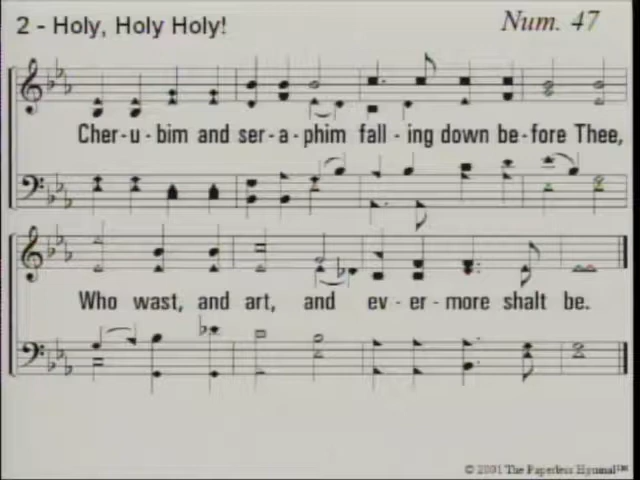 2 - Holy, Holy Holy!
Num. 47
Cher-u-bim and ser-a-phim fall-ing down be-fore Thee,
Who wast, and art, and ev-er-more shalt be.
© 2001 The Paperless Hymnal™